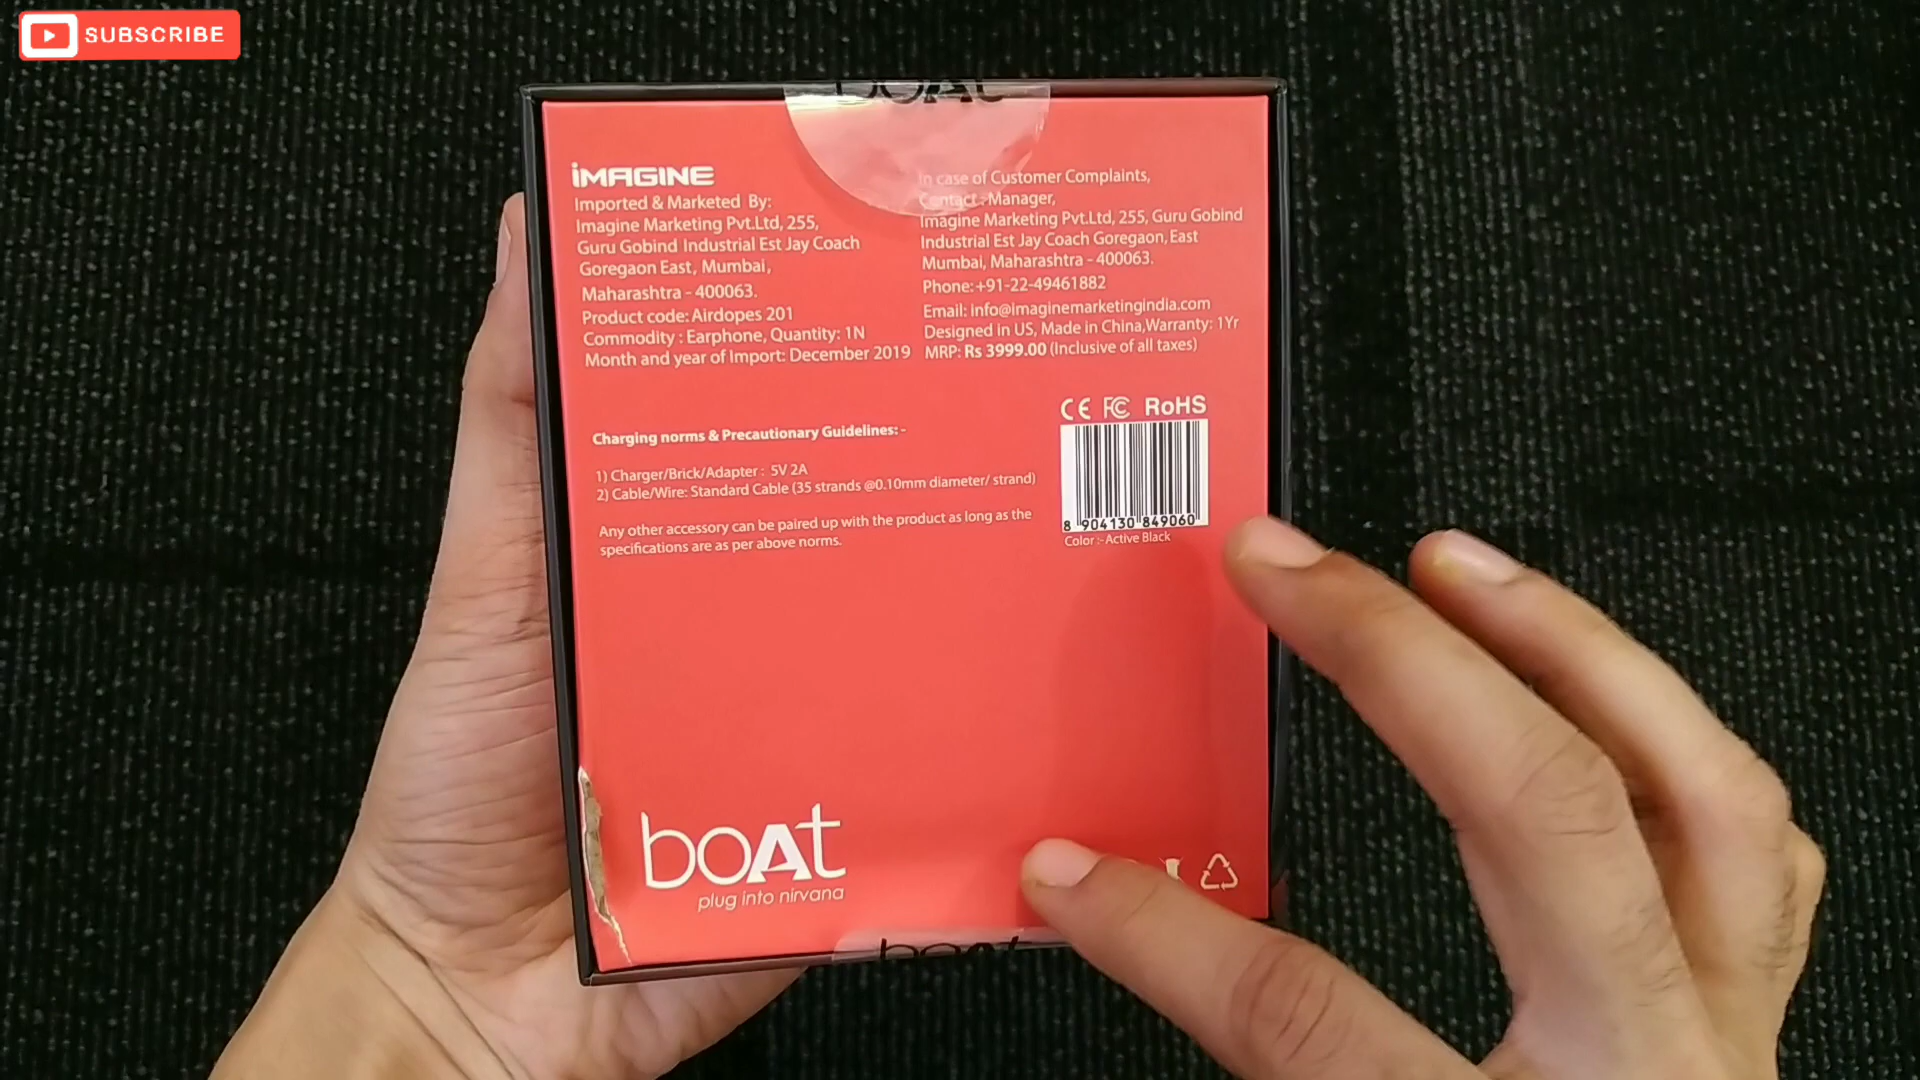 SUBSCRIBE
boAt
iMAGINE
Imported & Marketed By:
Imagine Marketing Pvt.Ltd, 255,
Guru Gobind Industrial Est Jay Coach
Goregaon East, Mumbai,
Maharashtra - 400063.
Product code: Airdopes 201
Commodity : Earphone, Quantity: 1N
Month and year of Import: December 2019
In case of Customer Complaints,
Contact : Manager,
Imagine Marketing Pvt.Ltd, 255, Guru Gobind
Industrial Est Jay Coach Goregaon, East
Mumbai, Maharashtra - 400063.
Phone: +91-22-49461882
Email: info@imaginemarketingindia.com
Designed in US, Made in China,Warranty: 1Yr
MRP: Rs 3999.00 (Inclusive of all taxes)
Charging norms & Precautionary Guidelines: -
1) Charger/Brick/Adapter : 5V 2A
2) Cable/Wire: Standard Cable (35 strands @0.10mm diameter/ strand)
Any other accessory can be paired up with the product as long as the
specifications are as per above norms.
CE FC RoHS
8 904130 849060
Color :- Active Black
boAt
plug into nirvana
boAt